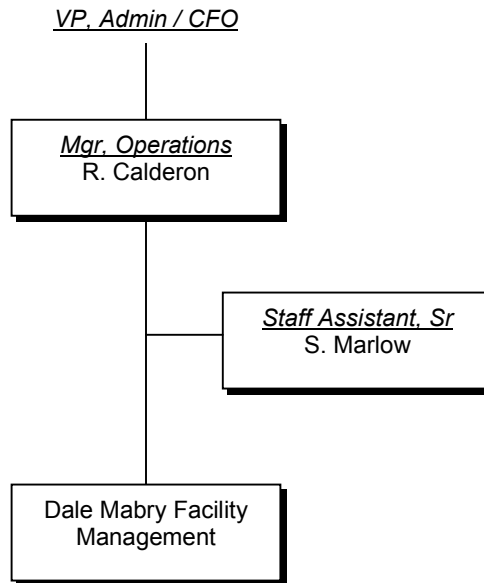 VP, Admin / CFO
Mgr, Operations
R. Calderon
Staff Assistant, Sr
S. Marlow
Dale Mabry Facility
Management